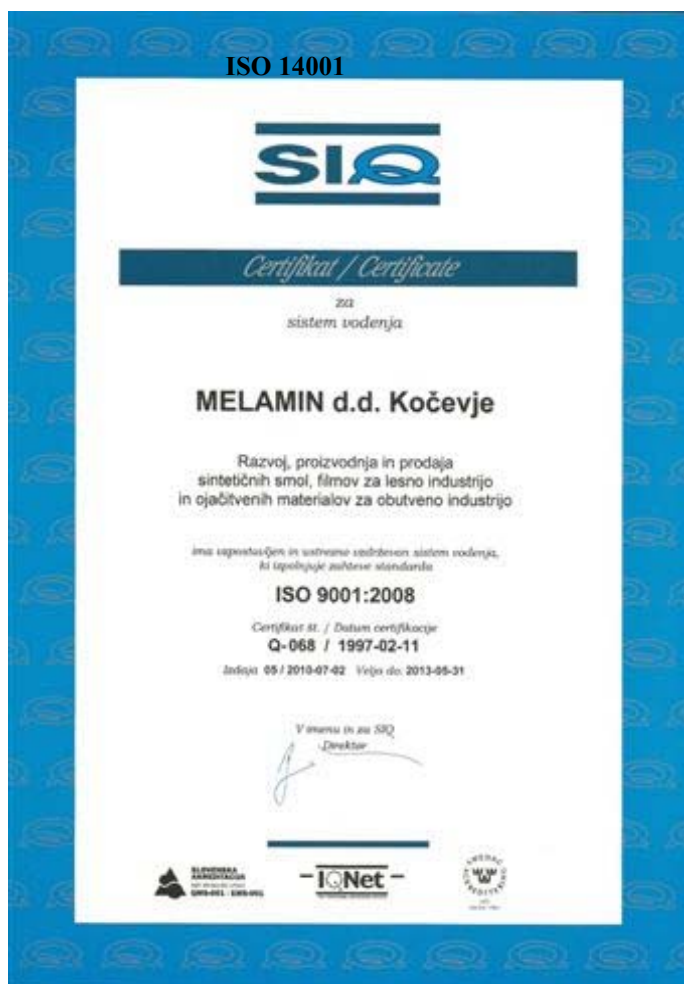 ISO 14001
SIQ
Certifikat / Certificate
za
sistem vodenja
MELAMIN d.d. Kočevje
Razvoj, proizvodnja in prodaja
sintetičnih smol, filmov za lesno industrijo
in ojačitvenih materialov za obutveno industrijo
ima vzpostavljen in ustrezno vzdrževan sistem vodenja,
ki izpolnjuje zahteve standarda
ISO 9001:2008
Certifikat št. / Datum certifikacije
Q-068 / 1997-02-11
Izdaja 05 / 2010-07-02 Velja do: 2013-05-31
V imenu in za SIQ
Direktor
SLOVENSKA
AKREDITACIJA
IQNet
SWEDAC